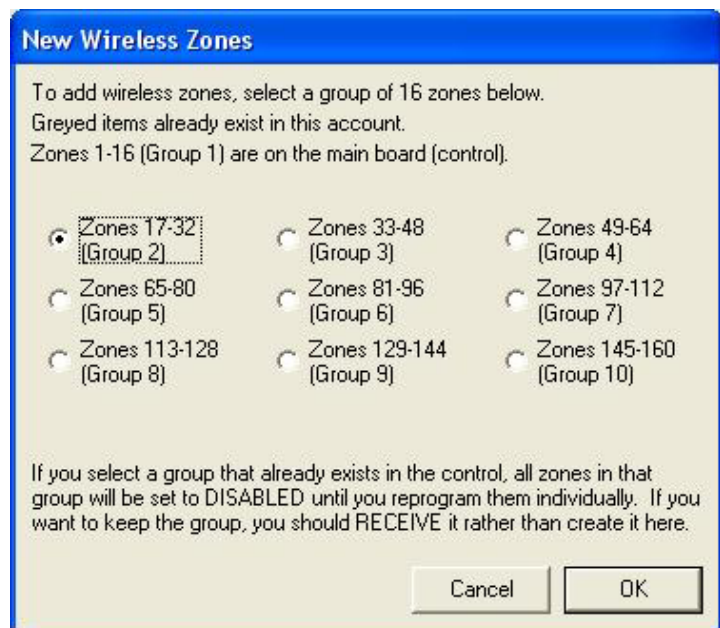 New Wireless Zones
To add wireless zones, select a group of 16 zones below.
Greyed items already exist in this account.
Zones 1-16 (Group 1) are on the main board (control).
Zones 17-32
(Group 2)
Zones 33-48
(Group 3)
Zones 49-64
(Group 4)
Zones 65-80
(Group 5)
Zones 81-96
(Group 6)
Zones 97-112
(Group 7)
Zones 113-128
(Group 8)
Zones 129-144
(Group 9)
Zones 145-160
(Group 10)
If you select a group that already exists in the control, all zones in that
group will be set to DISABLED until you reprogram them individually. If you
want to keep the group, you should RECEIVE it rather than create it here.
Cancel
OK